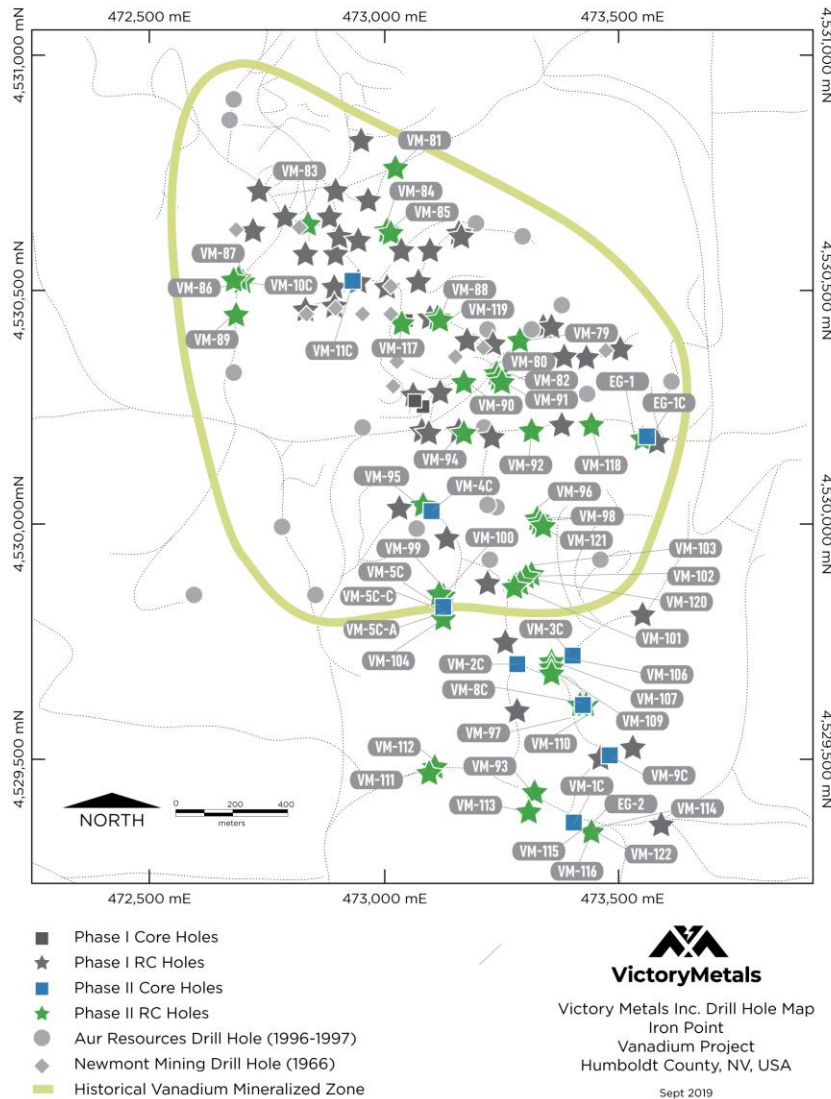 472,500 mE
473,000 mE
473,500 mE
4,531,000 mN
4,531,000 mN
VM-81
VM-83
VM-84
VM-85
VM-87
VM-86
VM-10C
4,530,500 mN
4,530,500 mN
VM-88
VM-119
VM-89
VM-11C
VM-117
VM-79
VM-80
VM-82
EG-1
VM-91
EG-1C
VM-90
VM-94
VM-92
VM-118
VM-95
VM-4C
VM-96
4,530,000 mN
4,530,000 mN
VM-98
VM-100
VM-121
VM-99
VM-103
VM-5C
VM-102
VM-5C-C
VM-120
VM-5C-A
VM-101
VM-3C
VM-104
VM-2C
VM-106
VM-8C
VM-107
VM-109
VM-97
VM-110
VM-112
4,529,500 mN
4,529,500 mN
VM-93
VM-9C
VM-111
VM-1C
EG-2
VM-113
VM-114
VM-115
VM-122
VM-116
0 200 400
meters
NORTH
472,500 mE
473,000 mE
473,500 mE
Phase I Core Holes
Phase I RC Holes
Phase II Core Holes
Phase II RC Holes
Aur Resources Drill Hole (1996-1997)
Newmont Mining Drill Hole (1966)
Historical Vanadium Mineralized Zone
VictoryMetals
Victory Metals Inc. Drill Hole Map
Iron Point
Vanadium Project
Humboldt County, NV, USA
Sept 2019